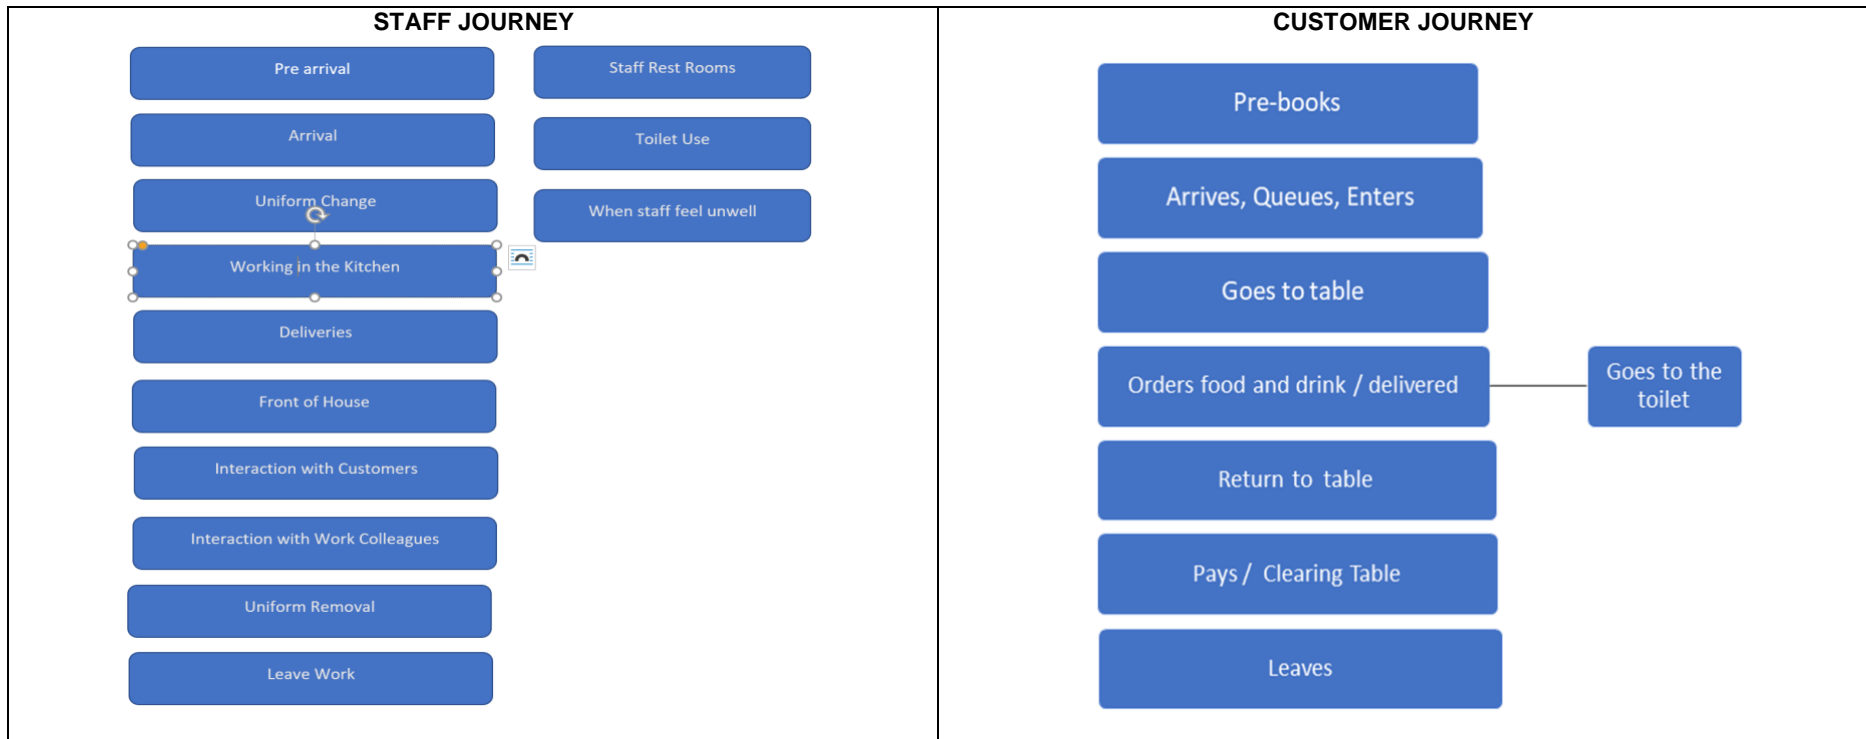 STAFF JOURNEY
Pre arrival
Arrival
Uniform Change
Working in the Kitchen
Deliveries
Front of House
Interaction with Customers
Interaction with Work Colleagues
Uniform Removal
Leave Work
Staff Rest Rooms
Toilet Use
When staff feel unwell
CUSTOMER JOURNEY
Pre-books
Arrives, Queues, Enters
Goes to table
Orders food and drink / delivered
Goes to the
toilet
Return to table
Pays / Clearing Table
Leaves